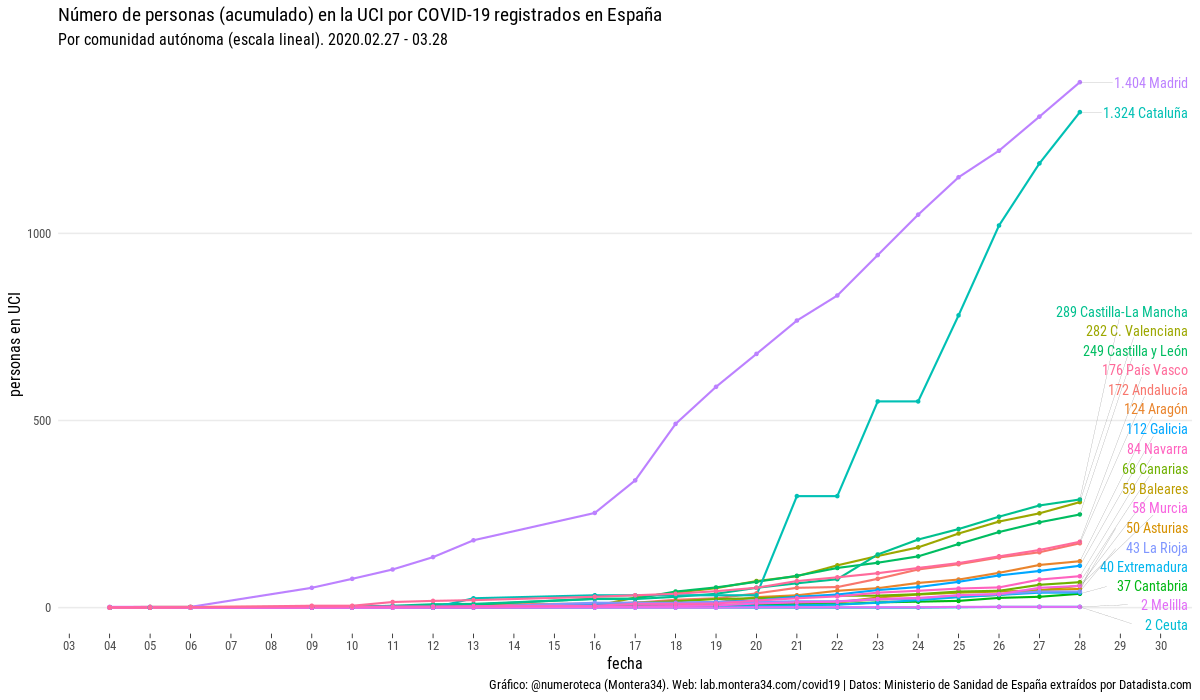 Número de personas (acumulado) en la UCI por COVID-19 registrados en España
Por comunidad autónoma (escala lineal). 2020.02.27 - 03.28
1.404 Madrid
1.324 Cataluña
1000
289 Castilla-La Mancha
282 C. Valenciana
249 Castilla y León
176 País Vasco
172 Andalucía
124 Aragón
112 Galicia
84 Navarra
68 Canarias
59 Baleares
58 Murcia
50 Asturias
43 La Rioja
40 Extremadura
37 Cantabria
2 Melilla
2 Ceuta
personas en UCI
500
0
03 04 05 06 07 08 09 10 11 12 13 14 15 16 17 18 19 20 21 22 23 24 25 26 27 28 29 30
fecha
Gráfico: @numeroteca (Montera34). Web: lab.montera34.com/covid19 | Datos: Ministerio de Sanidad de España extraídos por Datadista.com